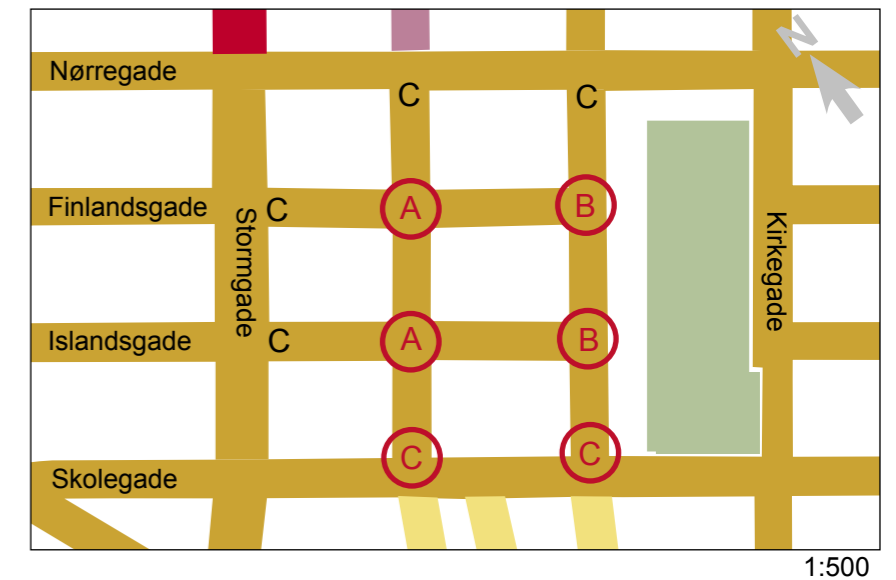 N
Nørregade
C
C
Finlandsgade
C
A
B
Stormgade
Kirkegade
Islandsgade
C
A
B
C
C
Skolegade
1:500